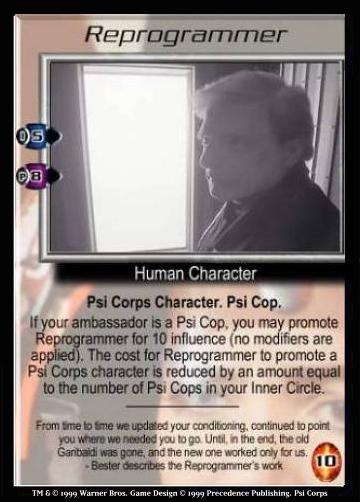 Reprogrammer
5
P 8
Human Character
Psi Corps Character. Psi Cop.
If your ambassador is a Psi Cop, you may promote
Reprogrammer for 10 influence (no modifiers are
applied). The cost for Reprogrammer to promote a
Psi Corps character is reduced by an amount equal
to the number of Psi Cops in your Inner Circle.
From time to time we updated your conditioning, continued to point
you where we needed you to go. Until, in the end, the old
Garibaldi was gone, and the new one worked only for us.
- Bester describes the Reprogrammer's work
10
TM & © 1999 Warner Bros. Game Design © 1999 Precedence Publishing. Psi Corps